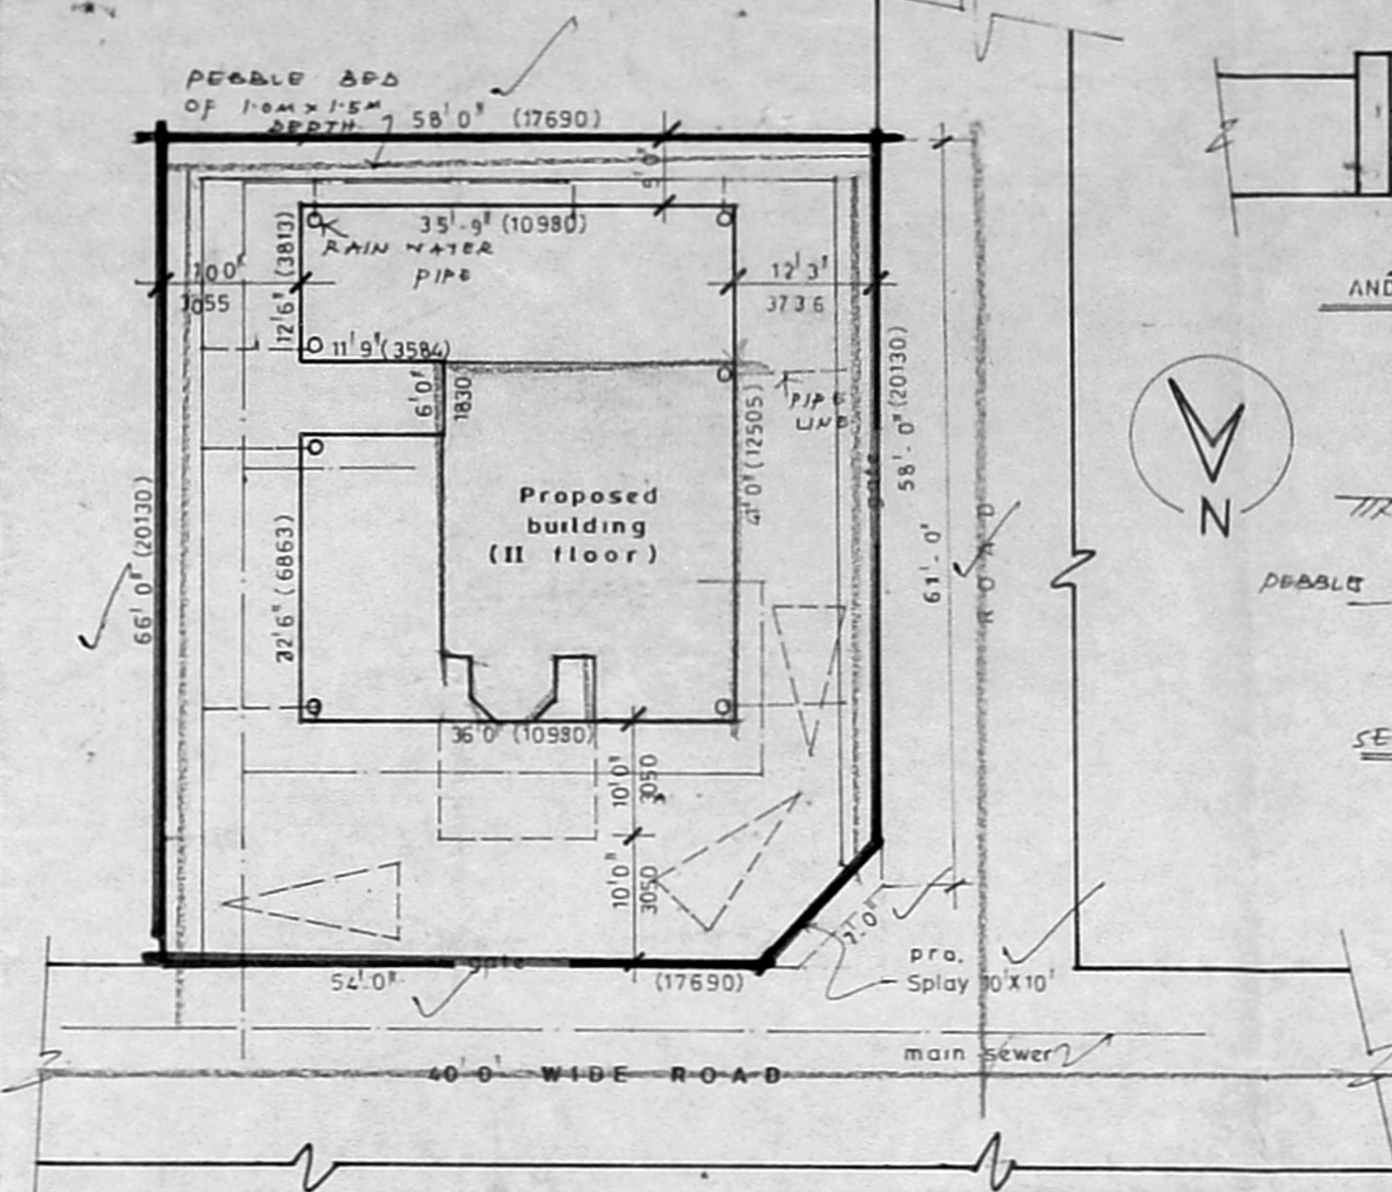 PEBBLE BED
OF 1·0M X 1·5M
DEPTH
58'0" (17690)
9'0"
35'-9" (10980)
RAIN WATER
PIPE
12'6" (3813)
10'0"
3055
12'3"
3736
11'9" (3584)
6'0"
1830
PIPE
LINE
41'0" (12505)
58'-0" (20130)
gate
61'-0"
ROAD
66'0" (20130)
22'6" (6863)
Proposed
building
(II floor)
36'0" (10980)
10'0"
3050
10'0"
3050
7'-0"
gate
54'-0"
(17690)
pro.
Splay 10'X10'
main sewer
40'0' WIDE ROAD
AND
N
PEBBLE
SE